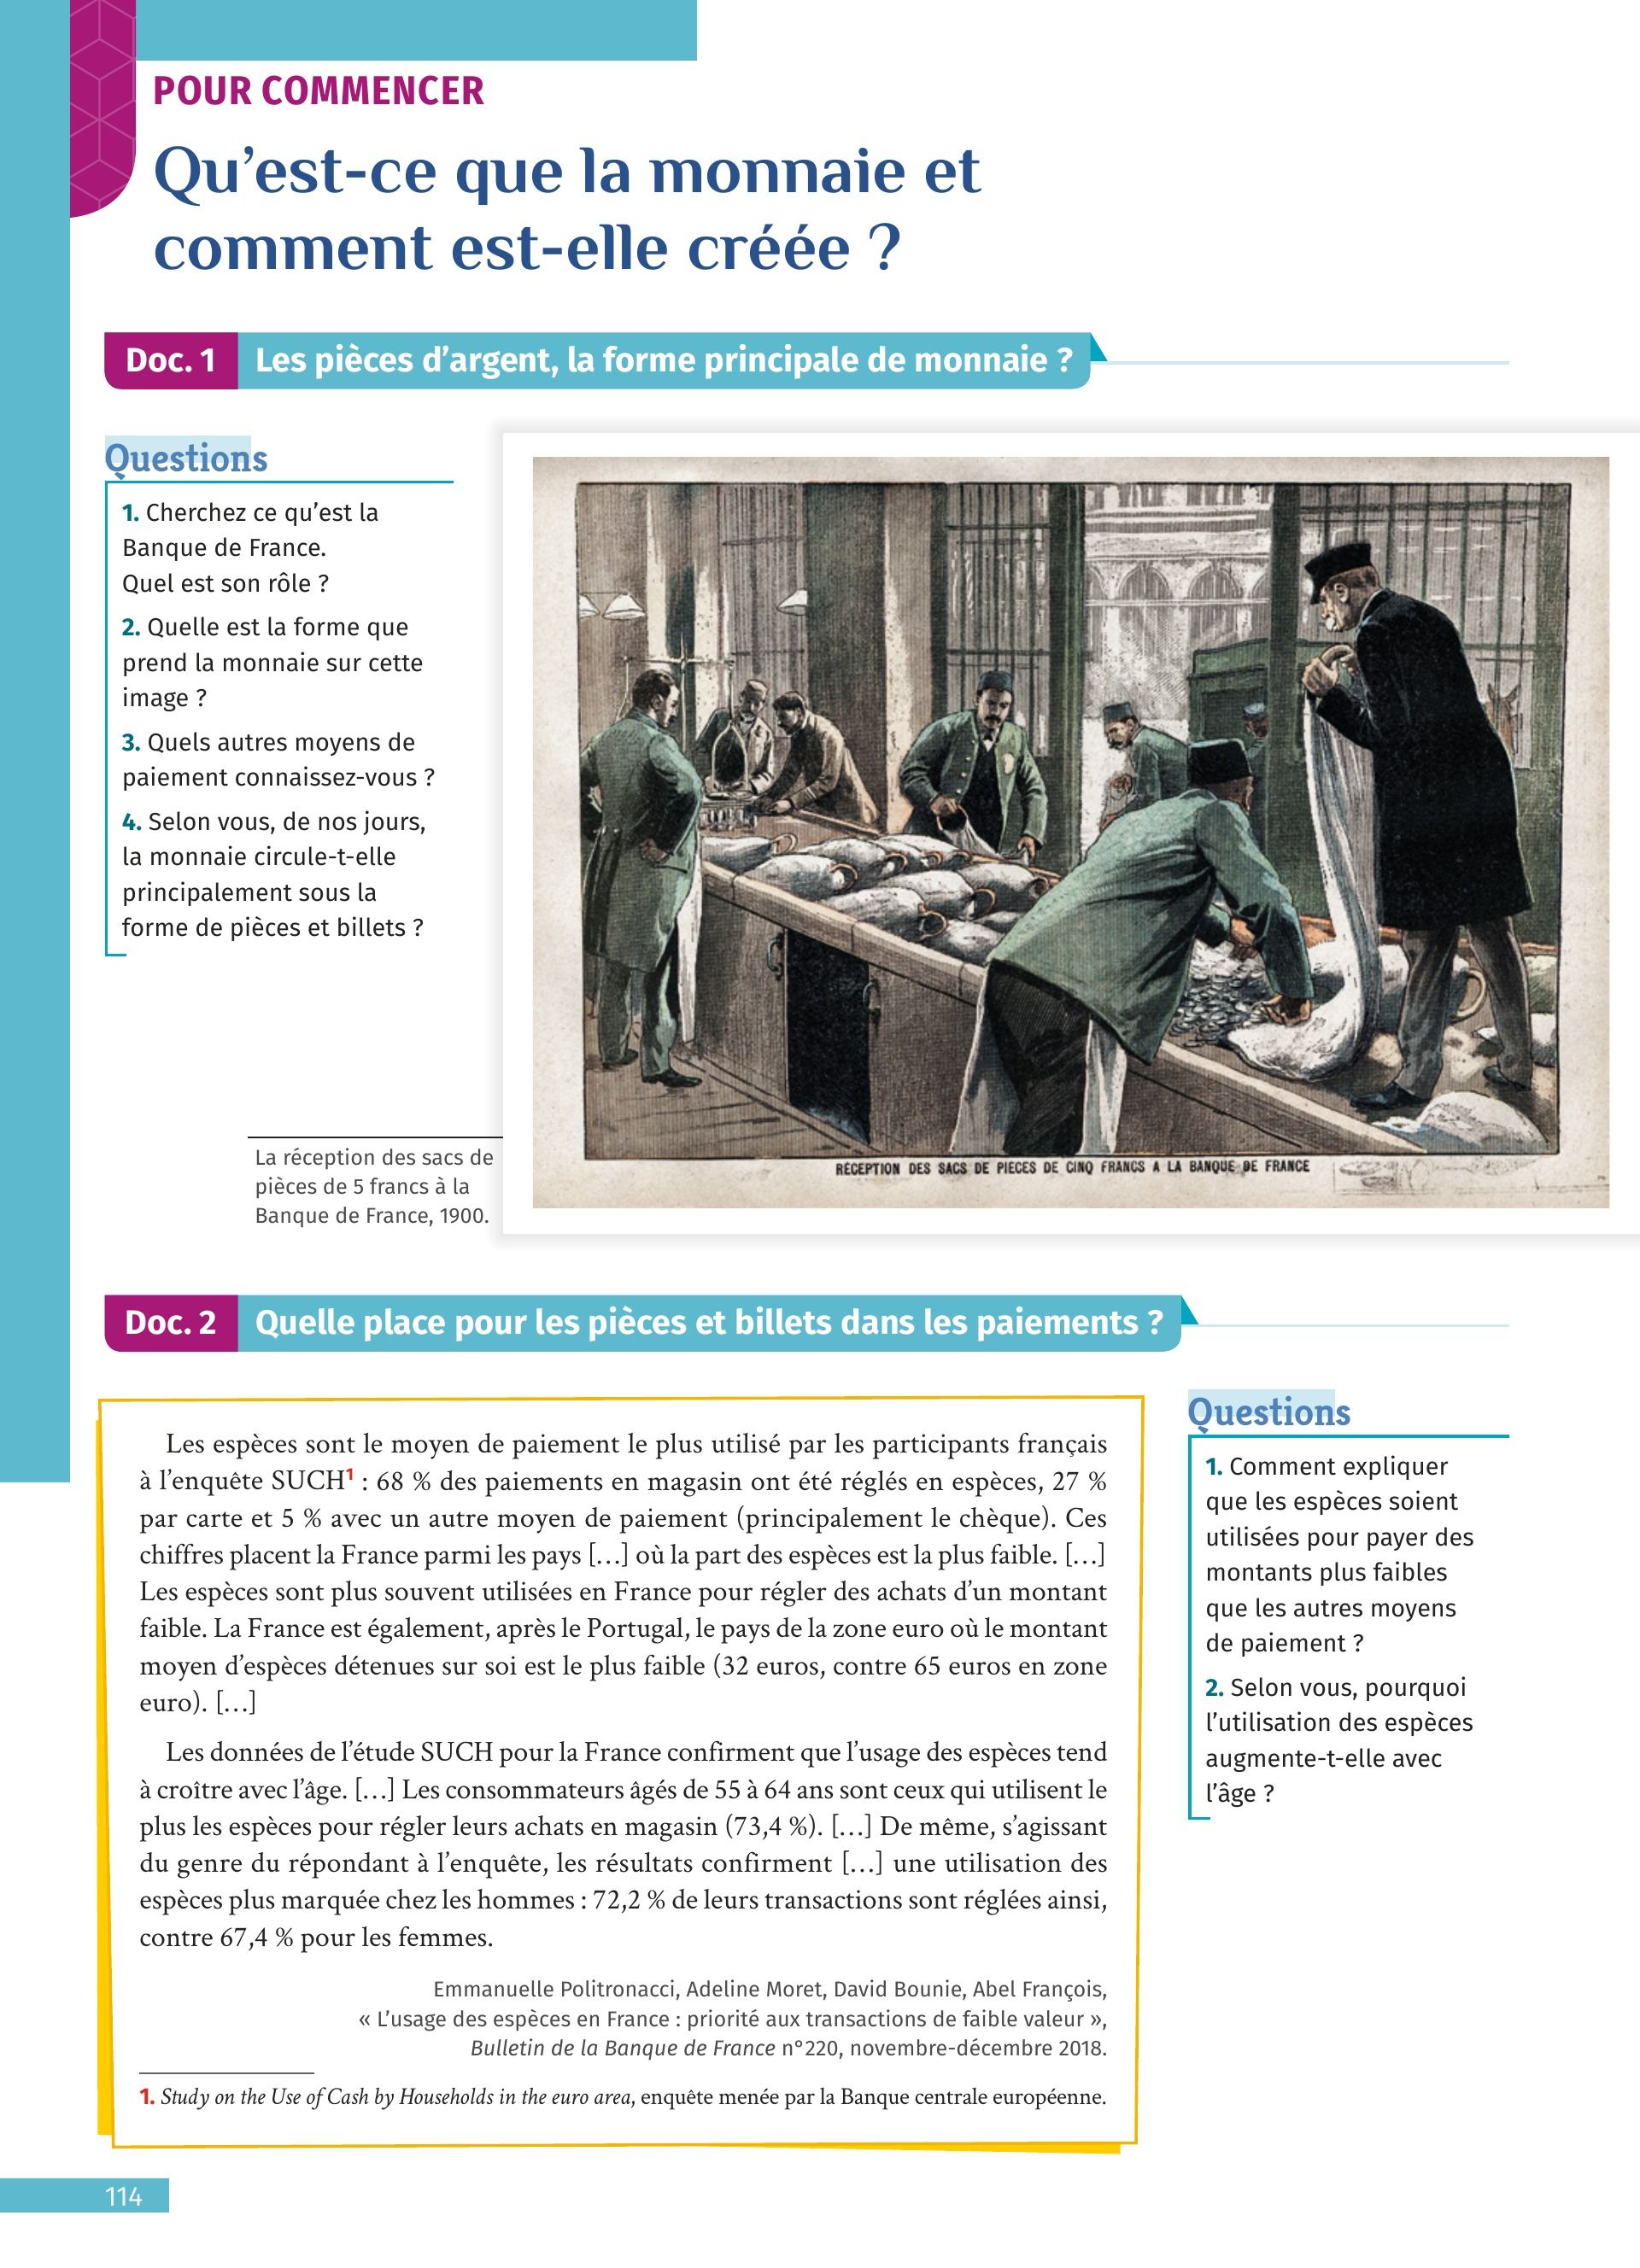 POUR COMMENCER
Qu’est-ce que la monnaie et
comment est-elle créée ?
Doc. 1 Les pièces d’argent, la forme principale de monnaie ?
Questions
1. Cherchez ce qu’est la
Banque de France.
Quel est son rôle ?
2. Quelle est la forme que
prend la monnaie sur cette
image ?
3. Quels autres moyens de
paiement connaissez-vous ?
4. Selon vous, de nos jours,
la monnaie circule-t-elle
principalement sous la
forme de pièces et billets ?
La réception des sacs de
pièces de 5 francs à la
Banque de France, 1900.
RÉCEPTION DES SACS DE PIECES DE CINQ FRANCS A LA BANQUE DE FRANCE
Doc. 2 Quelle place pour les pièces et billets dans les paiements ?
Les espèces sont le moyen de paiement le plus utilisé par les participants français
à l’enquête SUCH1 : 68 % des paiements en magasin ont été réglés en espèces, 27 %
par carte et 5 % avec un autre moyen de paiement (principalement le chèque). Ces
chiffres placent la France parmi les pays […] où la part des espèces est la plus faible. […]
Les espèces sont plus souvent utilisées en France pour régler des achats d’un montant
faible. La France est également, après le Portugal, le pays de la zone euro où le montant
moyen d’espèces détenues sur soi est le plus faible (32 euros, contre 65 euros en zone
euro). […]
Les données de l’étude SUCH pour la France confirment que l’usage des espèces tend
à croître avec l’âge. […] Les consommateurs âgés de 55 à 64 ans sont ceux qui utilisent le
plus les espèces pour régler leurs achats en magasin (73,4 %). […] De même, s’agissant
du genre du répondant à l’enquête, les résultats confirment […] une utilisation des
espèces plus marquée chez les hommes : 72,2 % de leurs transactions sont réglées ainsi,
contre 67,4 % pour les femmes.
Emmanuelle Politronacci, Adeline Moret, David Bounie, Abel François,
« L’usage des espèces en France : priorité aux transactions de faible valeur »,
Bulletin de la Banque de France n°220, novembre-décembre 2018.
1. Study on the Use of Cash by Households in the euro area, enquête menée par la Banque centrale européenne.
Questions
1. Comment expliquer
que les espèces soient
utilisées pour payer des
montants plus faibles
que les autres moyens
de paiement ?
2. Selon vous, pourquoi
l’utilisation des espèces
augmente-t-elle avec
l’âge ?
114